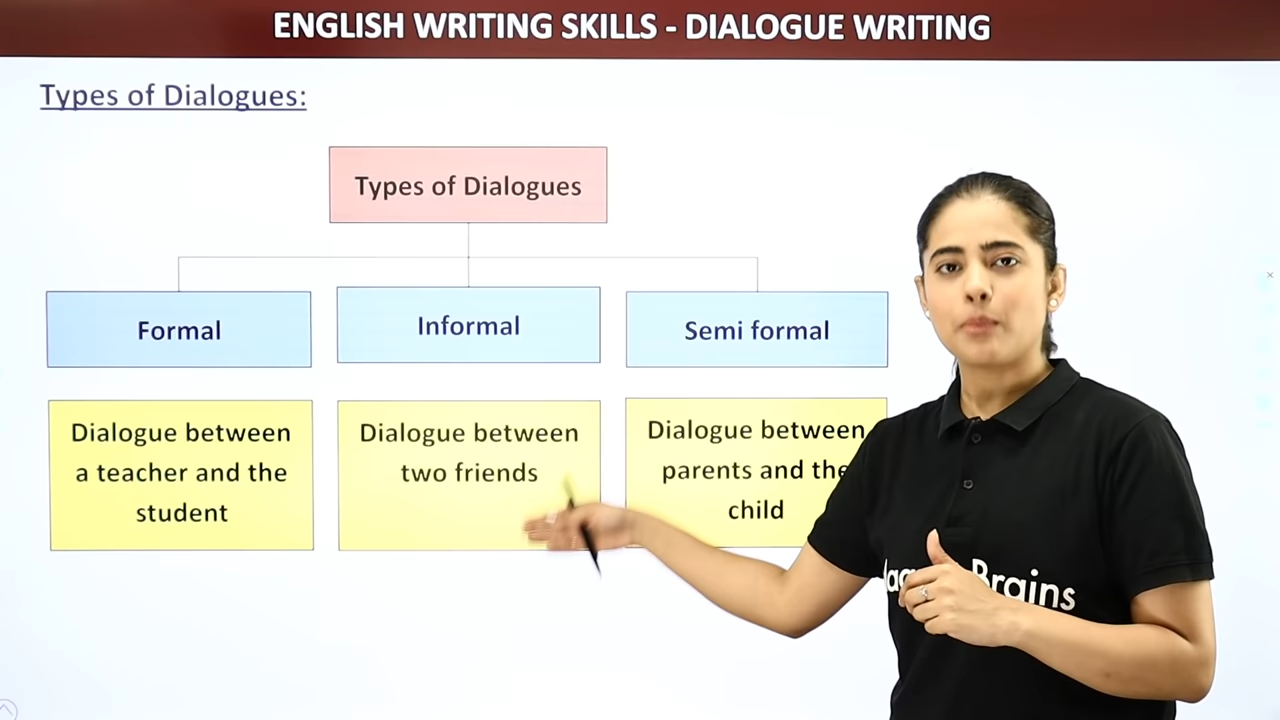 ENGLISH WRITING SKILLS - DIALOGUE WRITING
Types of Dialogues:
Types of Dialogues
Formal
Informal
Semi formal
Dialogue between
a teacher and the
student
Dialogue between
two friends
Dialogue between
parents and the
child
Brains